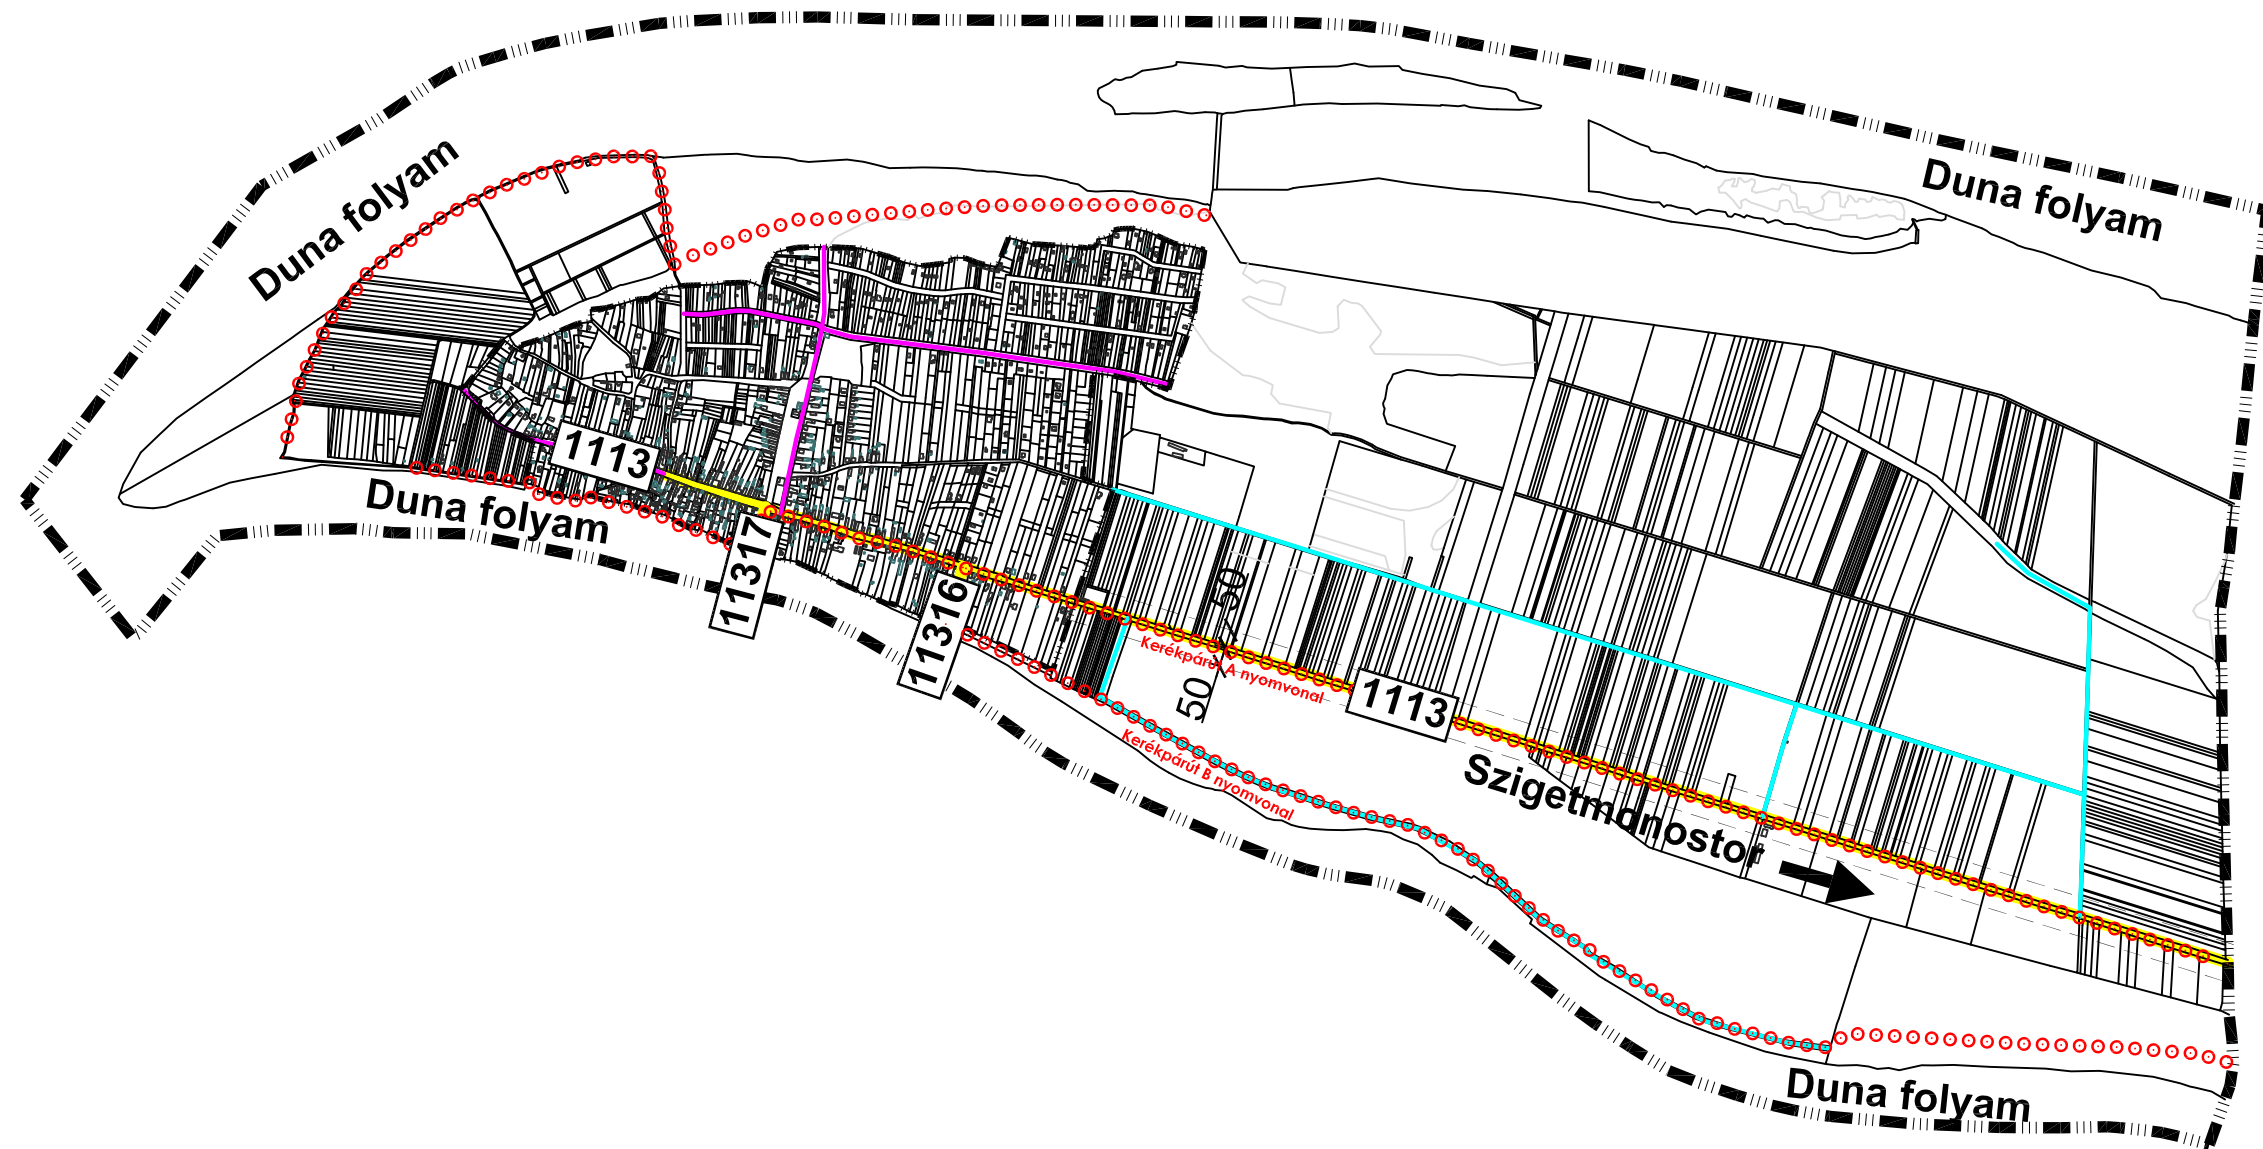 Duna folyam
Duna folyam
1113
Duna folyam
11317
11316
50
50
Kerékpárút A nyomvonal
1113
Kerékpárút B nyomvonal
Szigetmonostor
Duna folyam